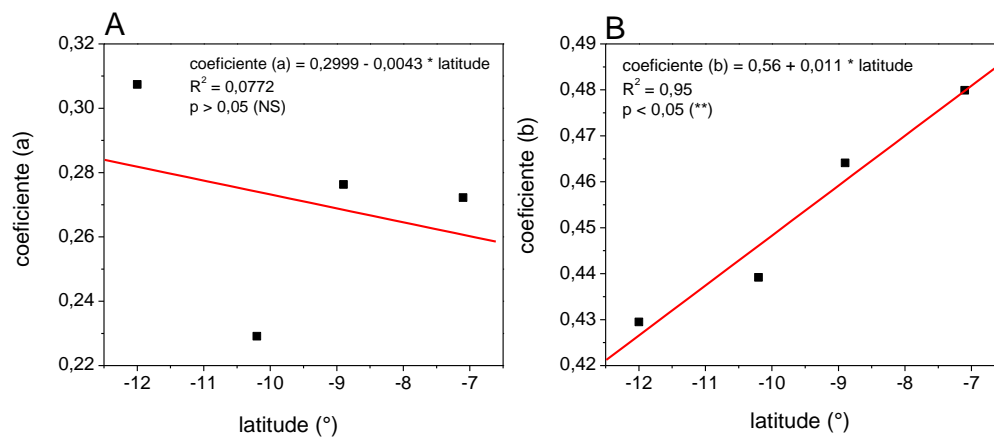 A
coeficiente (a) = 0,2999 - 0,0043 * latitude
R² = 0,0772
p > 0,05 (NS)
0,32
0,30
0,28
0,26
0,24
0,22
coeficiente (a)
-12 -11 -10 -9 -8 -7
latitude (°)
B
coeficiente (b) = 0,56 + 0,011 * latitude
R² = 0,95
p < 0,05 (**)
0,49
0,48
0,47
0,46
0,45
0,44
0,43
0,42
coeficiente (b)
-12 -11 -10 -9 -8 -7
latitude (°)